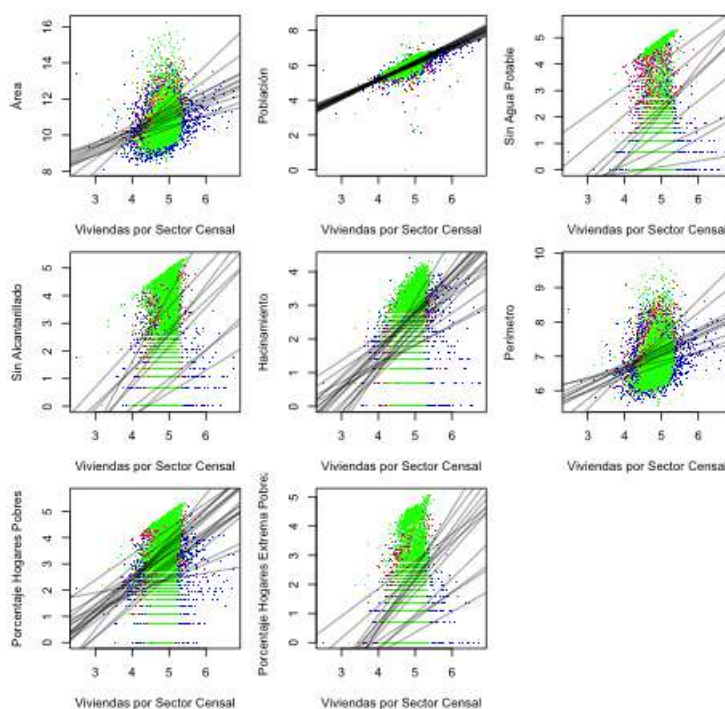 Área
8 10 12 14 16
3 4 5 6
Viviendas por Sector Censal
Población
0 2 4 6 8
3 4 5 6
Viviendas por Sector Censal
Sin Agua Potable
0 1 2 3 4 5
3 4 5 6
Viviendas por Sector Censal
Sin Alcantarillado
0 1 2 3 4 5
3 4 5 6
Viviendas por Sector Censal
Hacinamiento
0 1 2 3 4
3 4 5 6
Viviendas por Sector Censal
Perímetro
6 7 8 9 10
3 4 5 6
Viviendas por Sector Censal
Porcentaje Hogares Pobres
0 1 2 3 4 5
3 4 5 6
Viviendas por Sector Censal
Porcentaje Hogares Extrema
0 1 2 3 4 5
3 4 5 6
Viviendas por Sector Censal